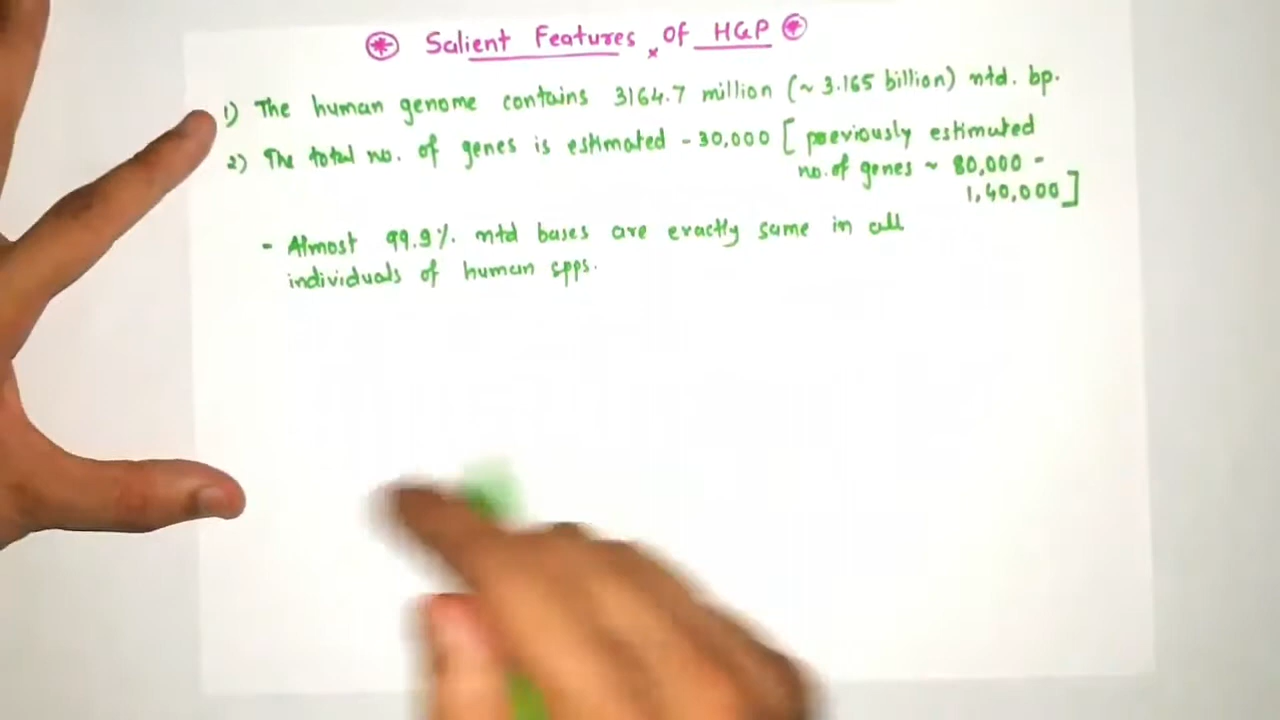 Salient Features of HGP
1) The human genome contains 3164.7 million (~ 3.165 billion) ntd. bp.
2) The total no. of genes is estimated - 30,000 [ previously estimated
no. of genes ~ 80,000 -
1,40,000 ]
- Almost 99.9% ntd bases are exactly same in all
individuals of human spps.